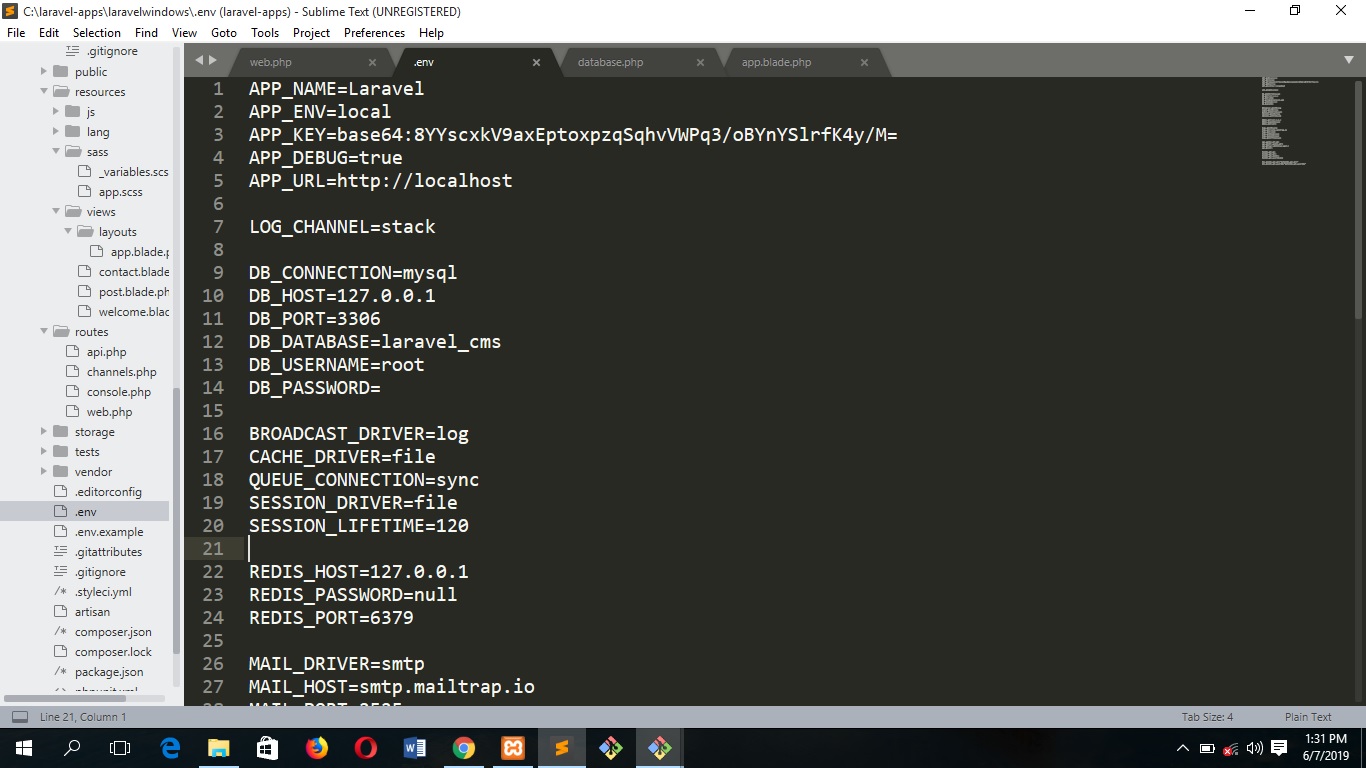 C:\laravel-apps\laravelwindows\.env (laravel-apps) - Sublime Text (UNREGISTERED)
File Edit Selection Find View Goto Tools Project Preferences Help
.gitignore
public
resources
js
lang
sass
_variables.scs
app.scss
views
layouts
app.blade.p
contact.blade
post.blade.ph
welcome.blac
routes
api.php
channels.php
console.php
web.php
storage
tests
vendor
.editorconfig
.env
.env.example
.gitattributes
.gitignore
.styleci.yml
artisan
composer.json
composer.lock
package.json
web.php .env database.php app.blade.php
1 APP_NAME=Laravel
2 APP_ENV=local
3 APP_KEY=base64:8YYscxkV9axEptoxpzqSqhvVWPq3/oBYnYSlrfK4y/M=
4 APP_DEBUG=true
5 APP_URL=http://localhost
6
7 LOG_CHANNEL=stack
8
9 DB_CONNECTION=mysql
10 DB_HOST=127.0.0.1
11 DB_PORT=3306
12 DB_DATABASE=laravel_cms
13 DB_USERNAME=root
14 DB_PASSWORD=
15
16 BROADCAST_DRIVER=log
17 CACHE_DRIVER=file
18 QUEUE_CONNECTION=sync
19 SESSION_DRIVER=file
20 SESSION_LIFETIME=120
21
22 REDIS_HOST=127.0.0.1
23 REDIS_PASSWORD=null
24 REDIS_PORT=6379
25
26 MAIL_DRIVER=smtp
27 MAIL_HOST=smtp.mailtrap.io
Line 21, Column 1 Tab Size: 4 Plain Text
1:31 PM
6/7/2019